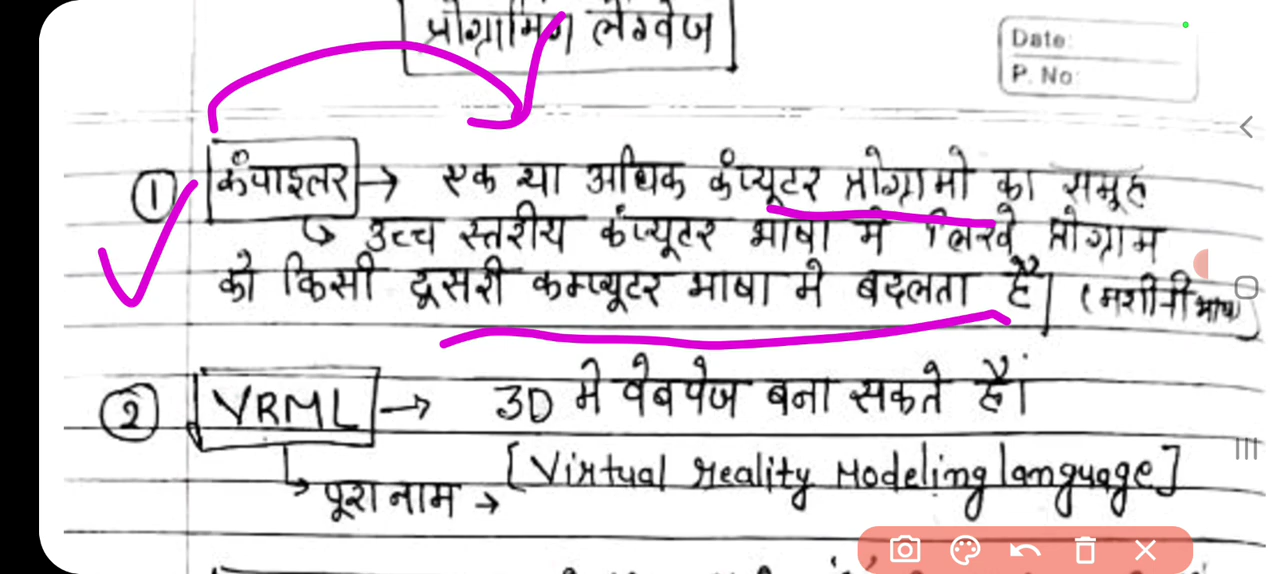 प्रोग्रामिंग लैंग्वेज
Date:
P. No:
① कंपाइलर → एक या अधिक कंप्यूटर प्रोग्रामो का समूह
↳ उच्च स्तरीय कंप्यूटर भाषा में लिखे प्रोग्राम
को किसी दूसरी कम्प्यूटर भाषा मे बदलता है| (मशीनी भाषा)
② VRML → 3D मे वेबपेज बना सकते हैं।
↳ पूरा नाम → [Virtual reality Modeling language]